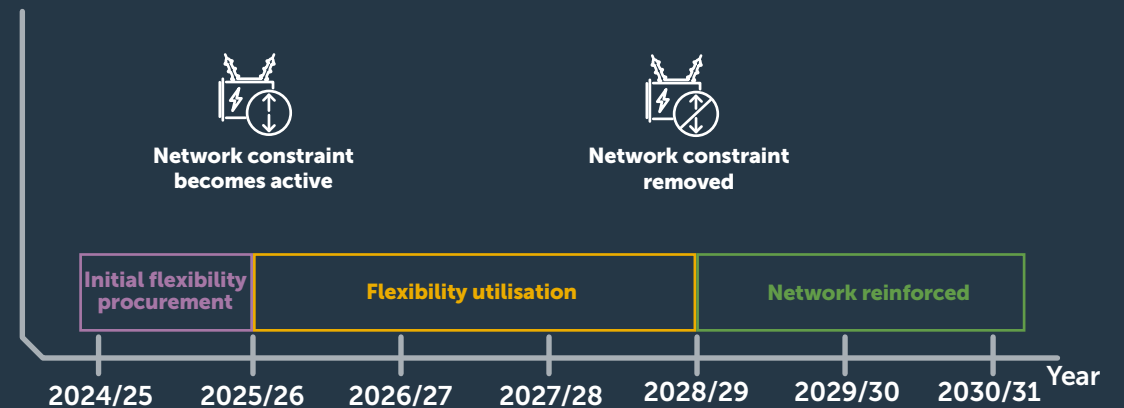 Network constraint
becomes active
Network constraint
removed
Initial flexibility
procurement
Flexibility utilisation
Network reinforced
2024/25
2025/26
2026/27
2027/28
2028/29
2029/30
2030/31
Year